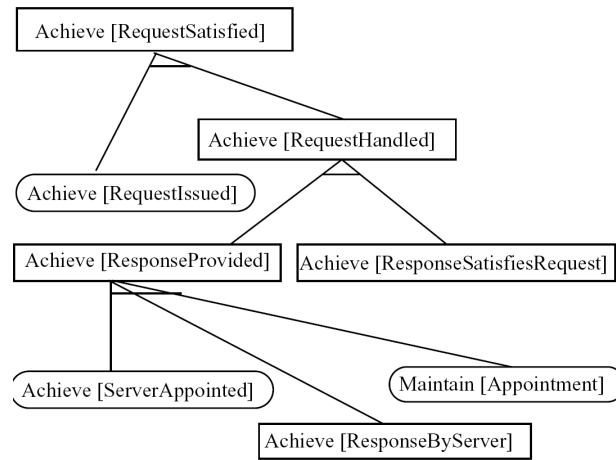 Achieve [RequestSatisfied]
Achieve [RequestHandled]
Achieve [RequestIssued]
Achieve [ResponseProvided]
Achieve [ResponseSatisfiesRequest]
Achieve [ServerAppointed]
Maintain [Appointment]
Achieve [ResponseByServer]